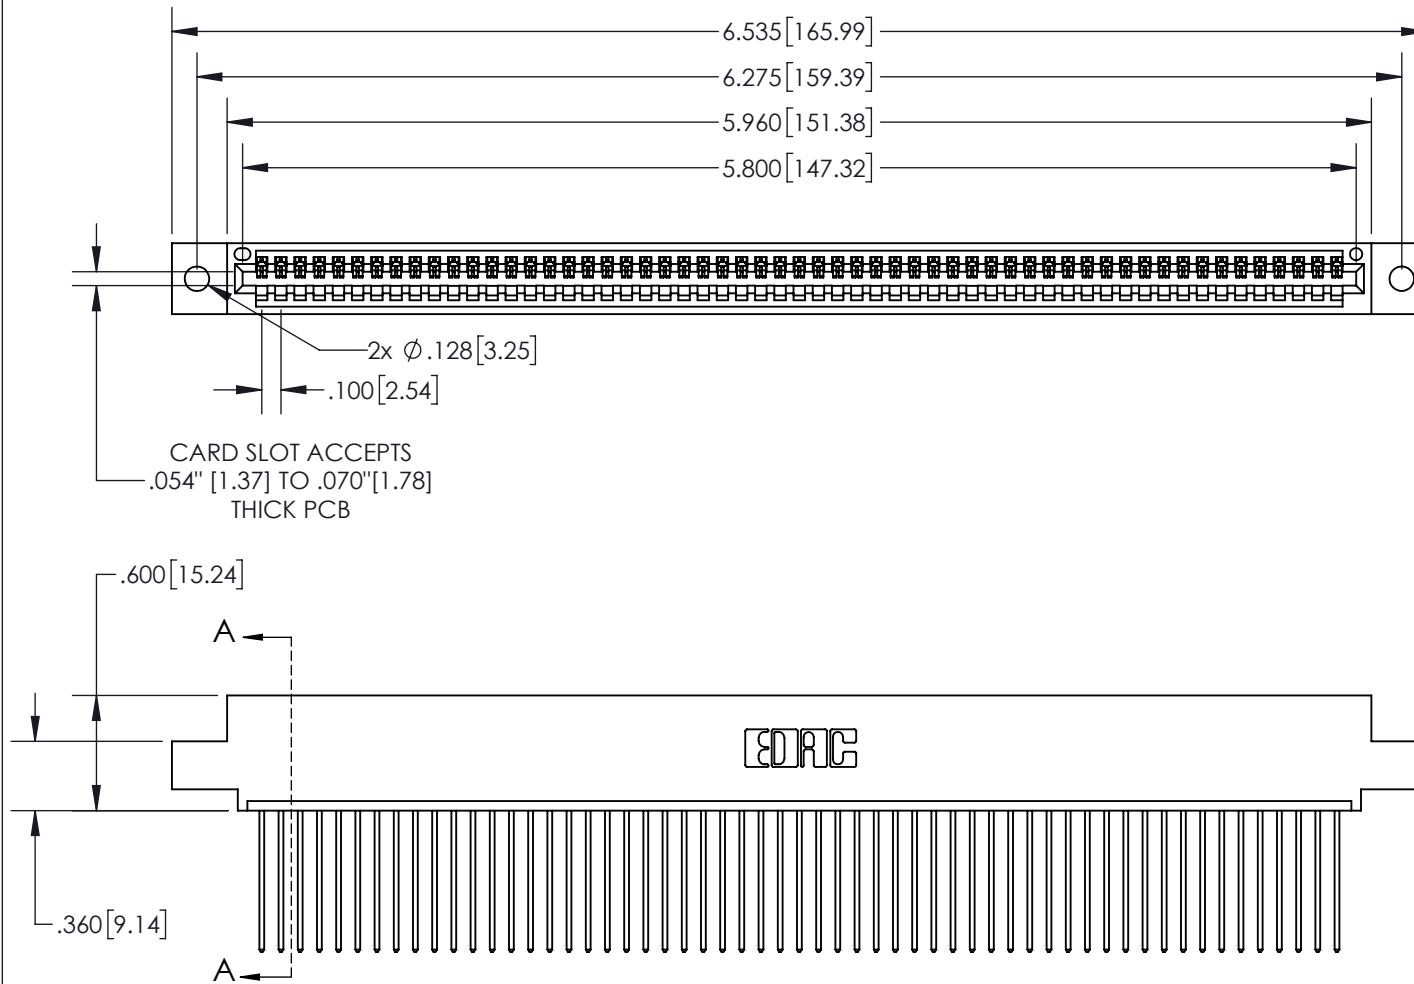 6.535[165.99]
6.275[159.39]
5.960[151.38]
5.800[147.32]
2x Ø.128[3.25]
.100[2.54]
CARD SLOT ACCEPTS
.054" [1.37] TO .070"[1.78]
THICK PCB
.600[15.24]
A
EDAC
.360[9.14]
A